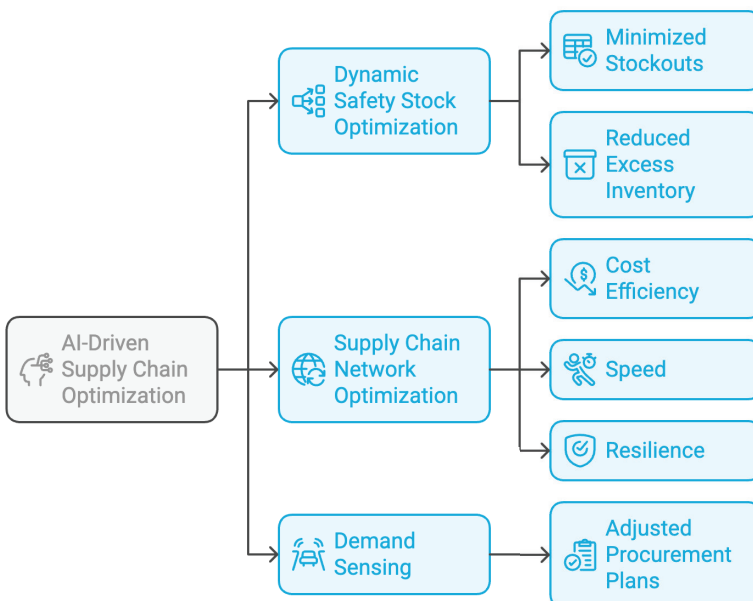 AI-Driven
Supply Chain
Optimization
Dynamic
Safety Stock
Optimization
Minimized
Stockouts
Reduced
Excess
Inventory
Supply Chain
Network
Optimization
Cost
Efficiency
Speed
Resilience
Demand
Sensing
Adjusted
Procurement
Plans